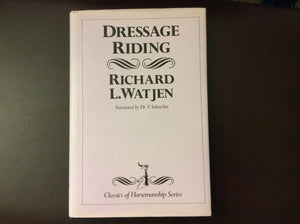 DRESSAGE
RIDING
RICHARD
L. WATJEN
Translated by Dr. V. Saloschin
Classics of Horsemanship Series